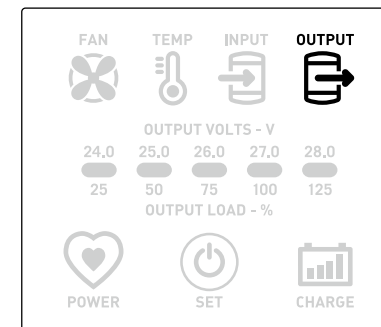 FAN TEMP INPUT OUTPUT
OUTPUT VOLTS - V
24.0 25.0 26.0 27.0 28.0
25 50 75 100 125
OUTPUT LOAD - %
POWER SET CHARGE